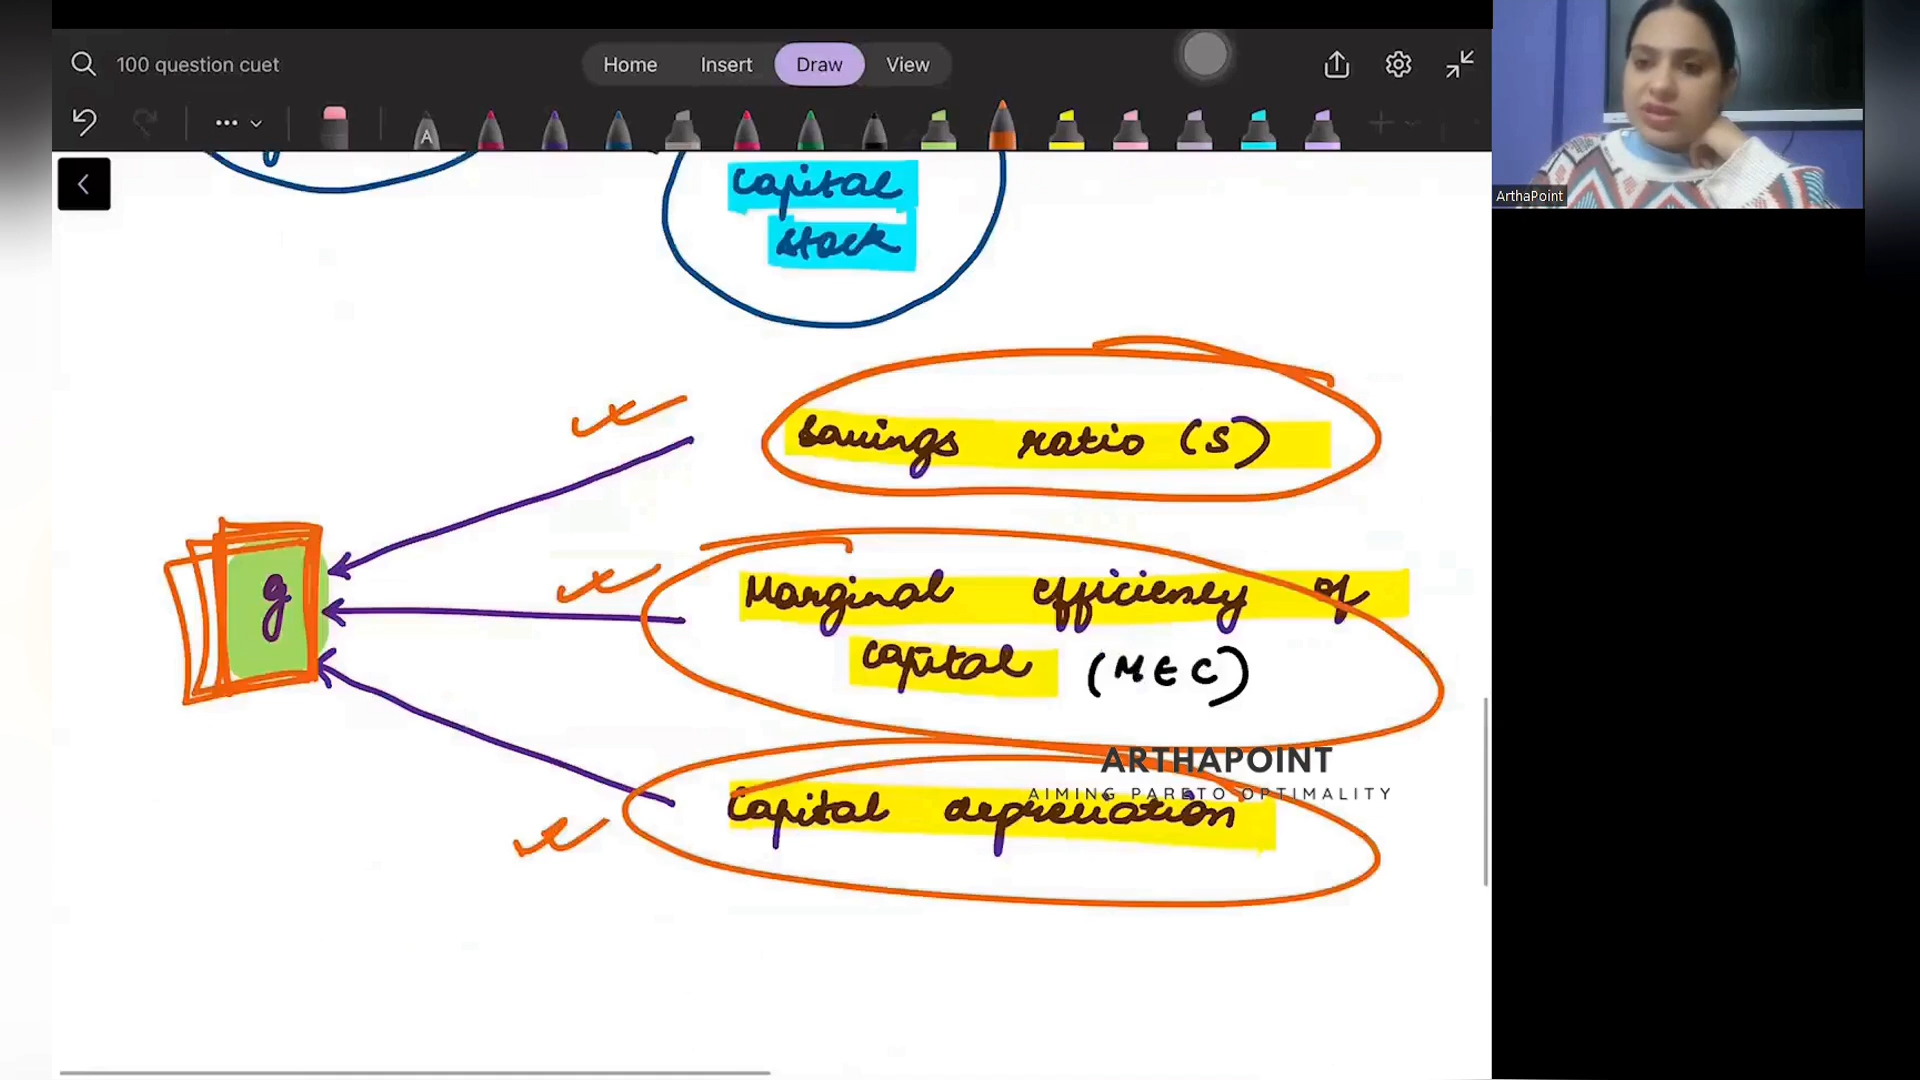 100 question cuet
Home Insert Draw View
A
ArthaPoint
capital
stock
Savings ratio (S)
g
Marginal efficiency of
capital (MEC)
ARTHAPOINT
AIMING PARETO OPTIMALITY
Capital depreciation